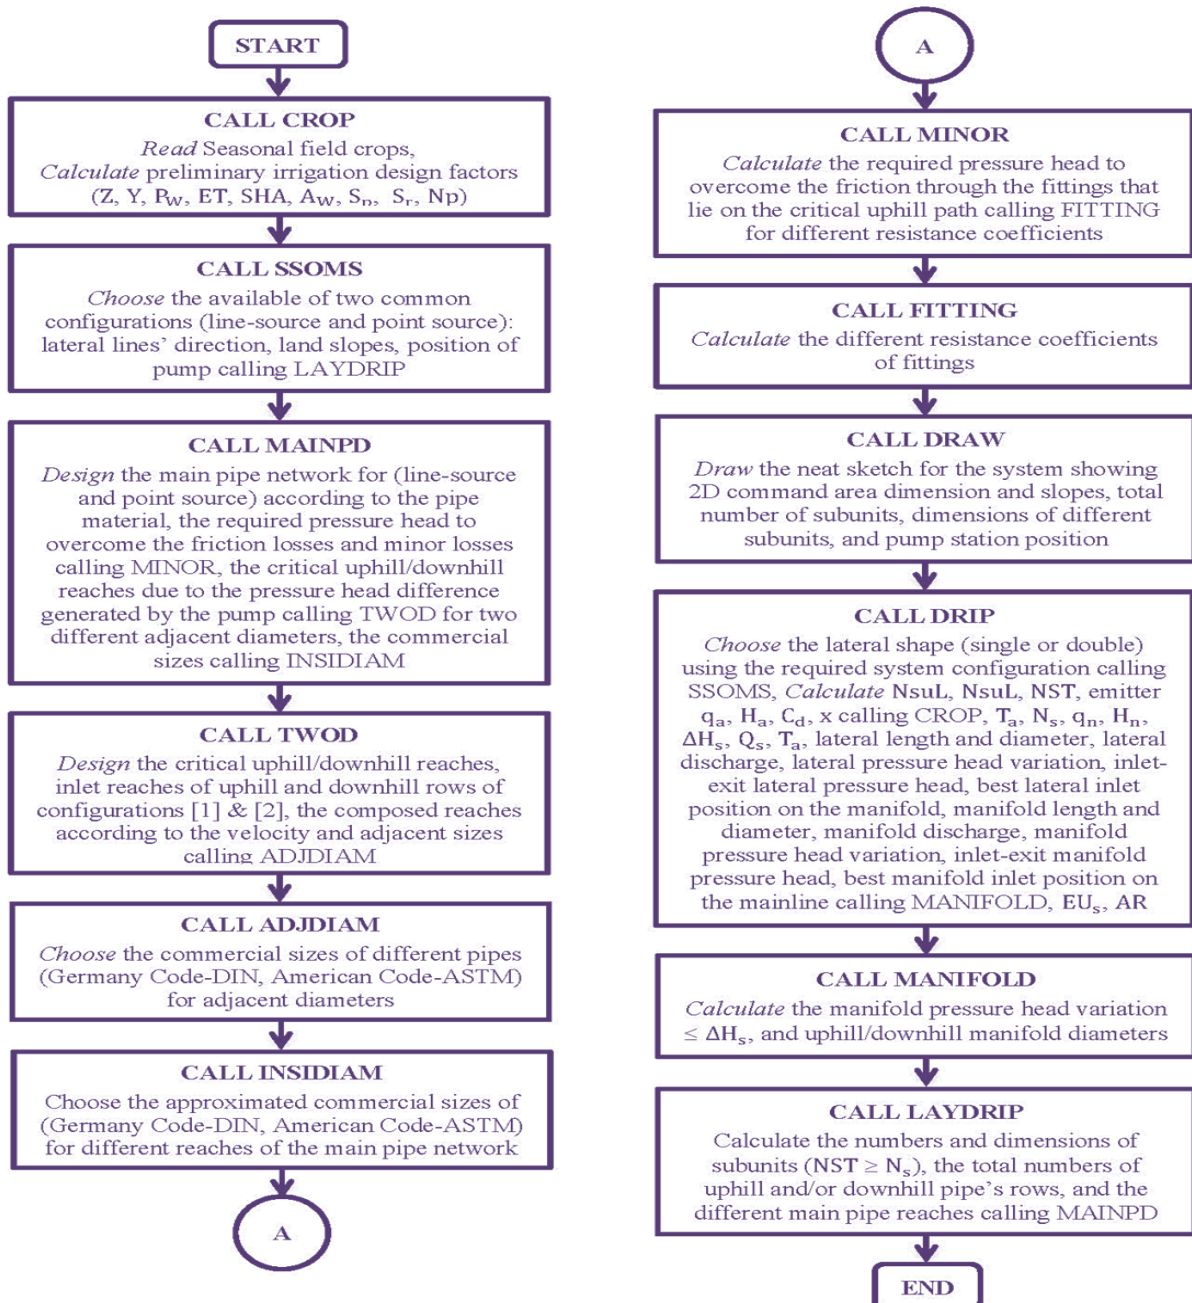 START
CALL CROP
Read Seasonal field crops,
Calculate preliminary irrigation design factors
(Z, Y, P_W, ET, SHA, A_W, S_p, S_r, Np)
CALL SSOMS
Choose the available of two common
configurations (line-source and point source):
lateral lines’ direction, land slopes, position of
pump calling LAYDRIP
CALL MAINPD
Design the main pipe network for (line-source
and point source) according to the pipe
material, the required pressure head to
overcome the friction losses and minor losses
calling MINOR, the critical uphill/downhill
reaches due to the pressure head difference
generated by the pump calling TWOD for two
different adjacent diameters, the commercial
sizes calling INSIDIAM
CALL TWOD
Design the critical uphill/downhill reaches,
inlet reaches of uphill and downhill rows of
configurations [1] & [2], the composed reaches
according to the velocity and adjacent sizes
calling ADJDIAM
CALL ADJDIAM
Choose the commercial sizes of different pipes
(Germany Code-DIN, American Code-ASTM)
for adjacent diameters
CALL INSIDIAM
Choose the approximated commercial sizes of
(Germany Code-DIN, American Code-ASTM)
for different reaches of the main pipe network
A
A
CALL MINOR
Calculate the required pressure head to
overcome the friction through the fittings that
lie on the critical uphill path calling FITTING
for different resistance coefficients
CALL FITTING
Calculate the different resistance coefficients
of fittings
CALL DRAW
Draw the neat sketch for the system showing
2D command area dimension and slopes, total
number of subunits, dimensions of different
subunits, and pump station position
CALL DRIP
Choose the lateral shape (single or double)
using the required system configuration calling
SSOMS, Calculate NsuL, NsuL, NST, emitter
q_a, H_a, C_d, x calling CROP, T_a, N_s, q_n, H_n,
ΔH_s, Q_s, T_a, lateral length and diameter, lateral
discharge, lateral pressure head variation, inlet-
exit lateral pressure head, best lateral inlet
position on the manifold, manifold length and
diameter, manifold discharge, manifold
pressure head variation, inlet-exit manifold
pressure head, best manifold inlet position on
the mainline calling MANIFOLD, EU_s, AR
CALL MANIFOLD
Calculate the manifold pressure head variation
≤ ΔH_s, and uphill/downhill manifold diameters
CALL LAYDRIP
Calculate the numbers and dimensions of
subunits (NST ≥ N_s), the total numbers of
uphill and/or downhill pipe’s rows, and the
different main pipe reaches calling MAINPD
END